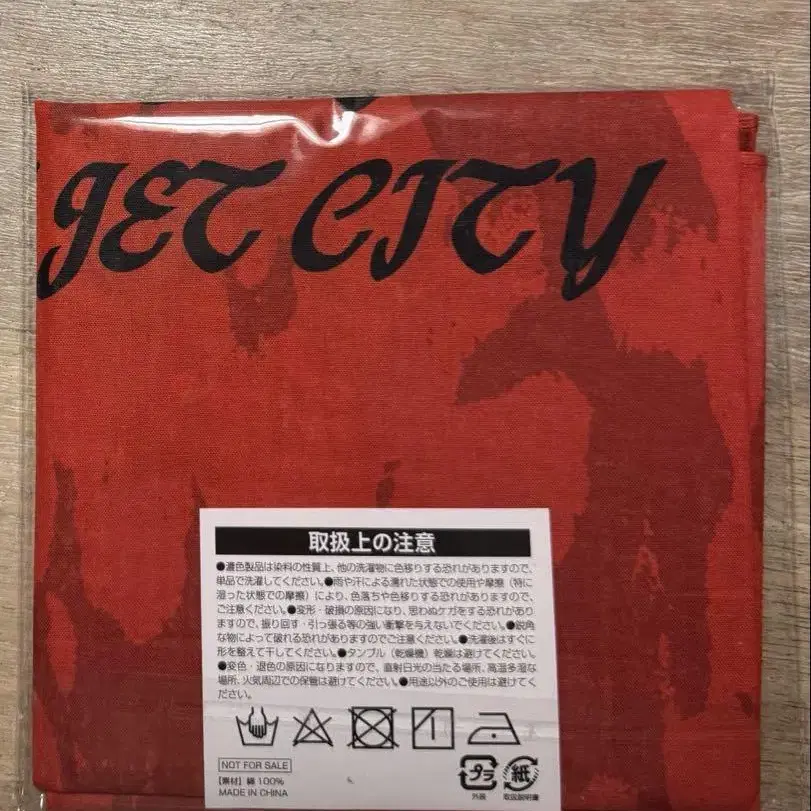 JET CITY
取扱上の注意
●濃色製品は染料の性質上、他の洗濯物に色移りする恐れがありますので、
単品で洗濯してください。●雨や汗による濡れた状態での使用や摩擦（特に
湿った状態での摩擦）により、色落ちや色移りする恐れがありますので、
ご注意ください。●変形・破損の原因になり、思わぬケガをする恐れがあり
ますので、振り回す・引っ張る等の強い衝撃を与えないでください。●鋭角
な物によって破れる恐れがありますのでご注意ください。●洗濯後はすぐに
形を整えて干してください。●タンブル（乾燥機）乾燥は避けてください。
●変色・退色の原因になりますので、直射日光の当たる場所、高温多湿な
場所、火気周辺での保管は避けてください。●用途以外のご使用は避けてく
ださい。
NOT FOR SALE
【素材】綿100%
MADE IN CHINA
プラ
外装
紙
取扱説明書